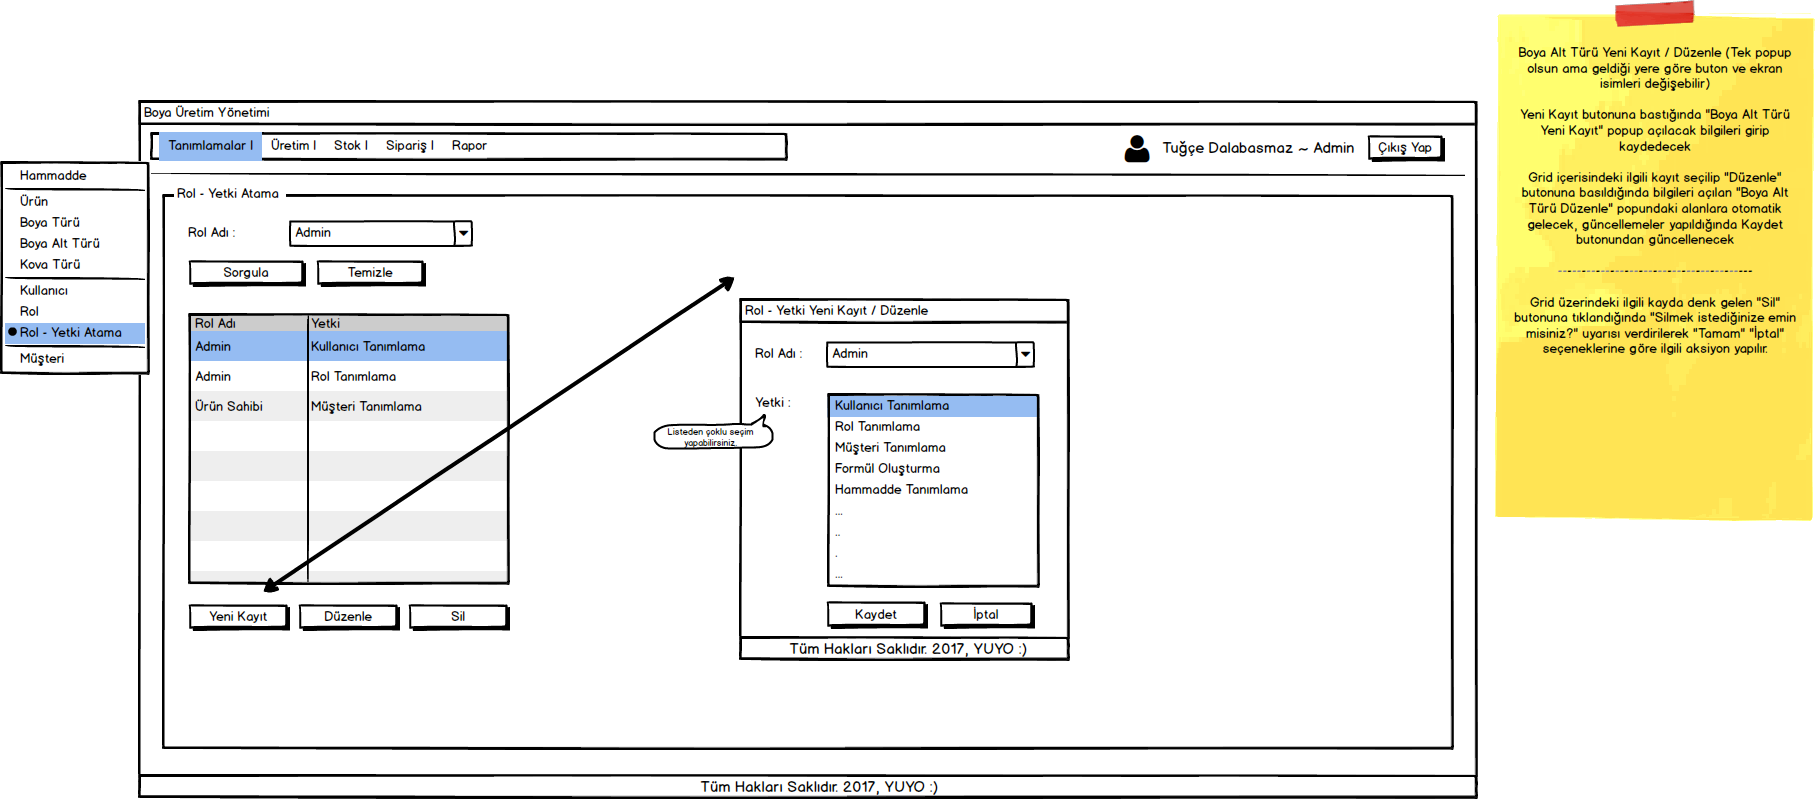 Boya Üretim Yönetimi
Tanımlamalar | Üretim | Stok | Sipariş | Rapor
Tuğçe Dalabasmaz ~ Admin
Çıkış Yap
Hammadde
Ürün
Boya Türü
Boya Alt Türü
Kova Türü
Kullanıcı
Rol
Rol - Yetki Atama
Müşteri
Rol - Yetki Atama
Rol Adı :
Admin
Sorgula
Temizle
Rol Adı Yetki
Admin Kullanıcı Tanımlama
Admin Rol Tanımlama
Ürün Sahibi Müşteri Tanımlama
Yeni Kayıt
Düzenle
Sil
Rol - Yetki Yeni Kayıt / Düzenle
Rol Adı :
Admin
Yetki :
Listeden çoklu seçim
yapabilirsiniz.
Kullanıcı Tanımlama
Rol Tanımlama
Müşteri Tanımlama
Formül Oluşturma
Hammadde Tanımlama
...
..
.
...
Kaydet
İptal
Tüm Hakları Saklıdır. 2017, YUYO :)
Tüm Hakları Saklıdır. 2017, YUYO :)
Boya Alt Türü Yeni Kayıt / Düzenle (Tek popup
olsun ama geldiği yere göre buton ve ekran
isimleri değişebilir)
Yeni Kayıt butonuna bastığında "Boya Alt Türü
Yeni Kayıt" popup açılacak bilgileri girip
kaydedecek
Grid içerisindeki ilgili kayıt seçilip "Düzenle"
butonuna basıldığında bilgileri açılan "Boya Alt
Türü Düzenle" popundaki alanlara otomatik
gelecek, güncellemeler yapıldığında Kaydet
butonundan güncellenecek
-----------------------------------------
Grid üzerindeki ilgili kayda denk gelen "Sil"
butonuna tıklandığında "Silmek istediğinize emin
misiniz?" uyarısı verdirilerek "Tamam" "İptal"
seçeneklerine göre ilgili aksiyon yapılır.